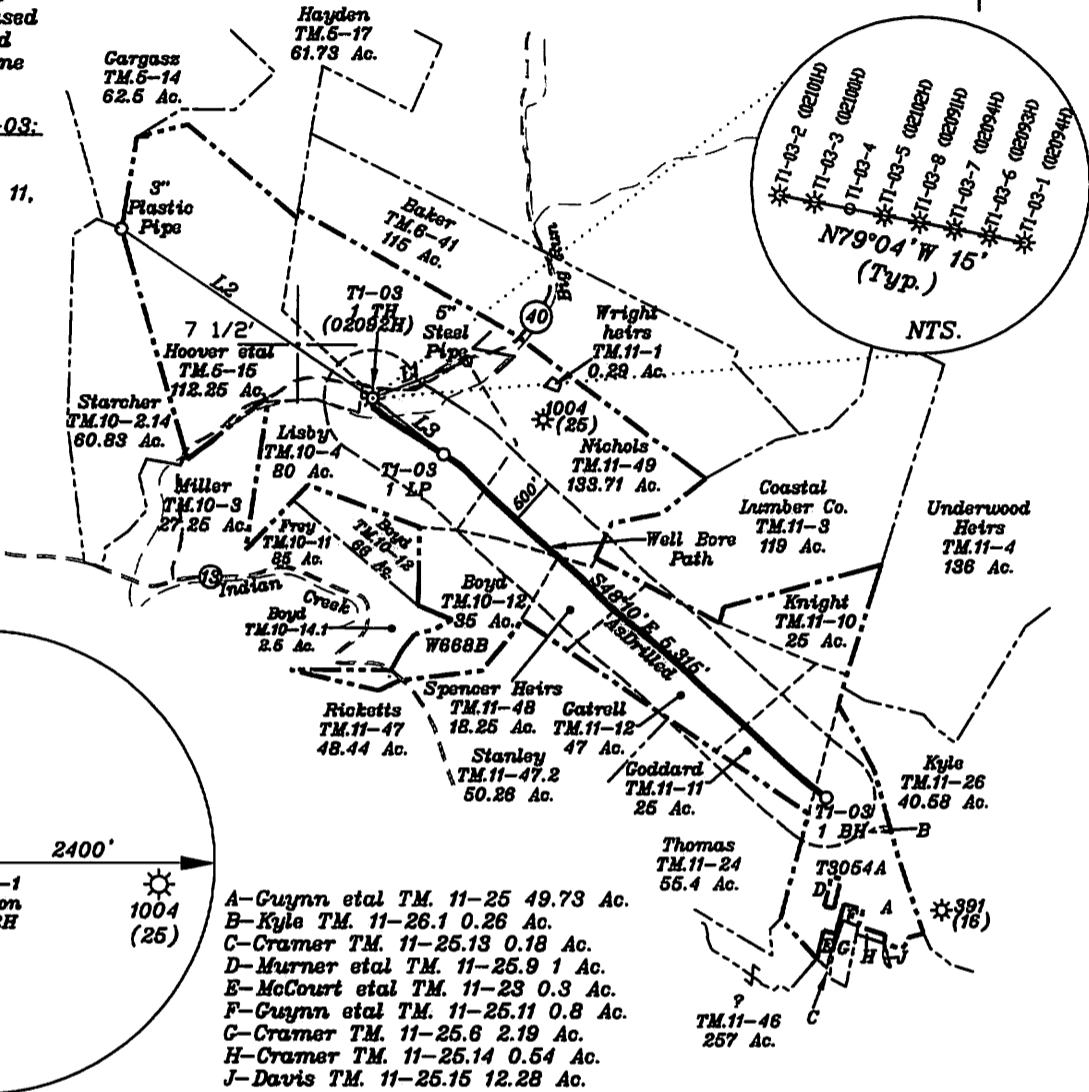 ased
d
ne
-03:
11,
Hayden
TM.5-17
61.73 Ac.
Gargasz
TM.5-14
62.5 Ac.
3"
Plastic
Pipe
Baker
TM.6-41
115 Ac.
Big Run
40
T1-03-2 (02101H)
T1-03-3 (02100H)
T1-03-4
T1-03-5 (02102H)
T1-03-8 (02091H)
T1-03-7 (02094H)
T1-03-6 (02093H)
T1-03-1 (02094H)
N79°04'W 15'
(Typ.)
NTS.
L2
T1-03
1 TH
(02092H)
5"
Steel
Pipe
7 1/2'
Wright
heirs
TM.11-1
0.29 Ac.
Hoover etal
TM.5-15
112.25 Ac.
1004
(25)
Starcher
TM.10-2.14
60.83 Ac.
L3
Lisby
TM.10-4
80 Ac.
Nichols
TM.11-49
133.71 Ac.
T1-03
1 LP
Miller
TM.10-3
27.25 Ac.
600'
Coastal
Lumber Co.
TM.11-3
119 Ac.
Underwood
Heirs
TM.11-4
136 Ac.
Frey
TM.10-11
85 Ac.
Boyd
TM.10-13
66 Ac.
Well Bore
Path
13
Indian
Creek
Boyd
TM.10-12
35 Ac.
S48°10'E 5,315'
As Drilled
Knight
TM.11-10
25 Ac.
Boyd
TM.10-14.1
2.5 Ac.
W668B
Spencer Heirs
TM.11-48
18.25 Ac.
Gatrell
TM.11-12
47 Ac.
Ricketts
TM.11-47
48.44 Ac.
Stanley
TM.11-47.2
50.26 Ac.
Goddard
TM.11-11
25 Ac.
Kyle
TM.11-26
40.58 Ac.
T1-03
1 BH
B
Thomas
TM.11-24
55.4 Ac.
T3054A
D
F
A
391
(16)
E
G
H
J
C
?
TM.11-46
257 Ac.
2400'
-1
on
2H
1004
(25)
A-Guynn etal TM. 11-25 49.73 Ac.
B-Kyle TM. 11-26.1 0.26 Ac.
C-Cramer TM. 11-25.13 0.18 Ac.
D-Murner etal TM. 11-25.9 1 Ac.
E-McCourt etal TM. 11-23 0.3 Ac.
F-Guynn etal TM. 11-25.11 0.8 Ac.
G-Cramer TM. 11-25.6 2.19 Ac.
H-Cramer TM. 11-25.14 0.54 Ac.
J-Davis TM. 11-25.15 12.28 Ac.